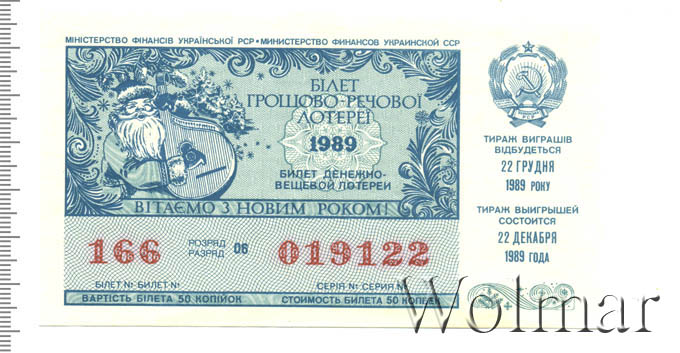 МІНІСТЕРСТВО ФІНАНСІВ УКРАЇНСЬКОЇ РСР • МИНИСТЕРСТВО ФИНАНСОВ УКРАИНСКОЙ ССР
БІЛЕТ
ГРОШОВО-РЕЧОВОЇ
ЛОТЕРЕЇ
1989
БИЛЕТ ДЕНЕЖНО-
ВЕЩЕВОЙ ЛОТЕРЕИ
ВІТАЄМО З НОВИМ РОКОМ!
166 РОЗРЯД РАЗРЯД 06 019122
БІЛЕТ № БИЛЕТ № СЕРІЯ № СЕРИЯ №
ВАРТІСТЬ БІЛЕТА 50 КОПІЙОК СТОИМОСТЬ БИЛЕТА 50 КОПЕЕК
ТИРАЖ ВИГРАШІВ
ВІДБУДЕТЬСЯ
22 ГРУДНЯ
1989 РОКУ
ТИРАЖ ВЫИГРЫШЕЙ
СОСТОИТСЯ
22 ДЕКАБРЯ
1989 ГОДА
Wolmar